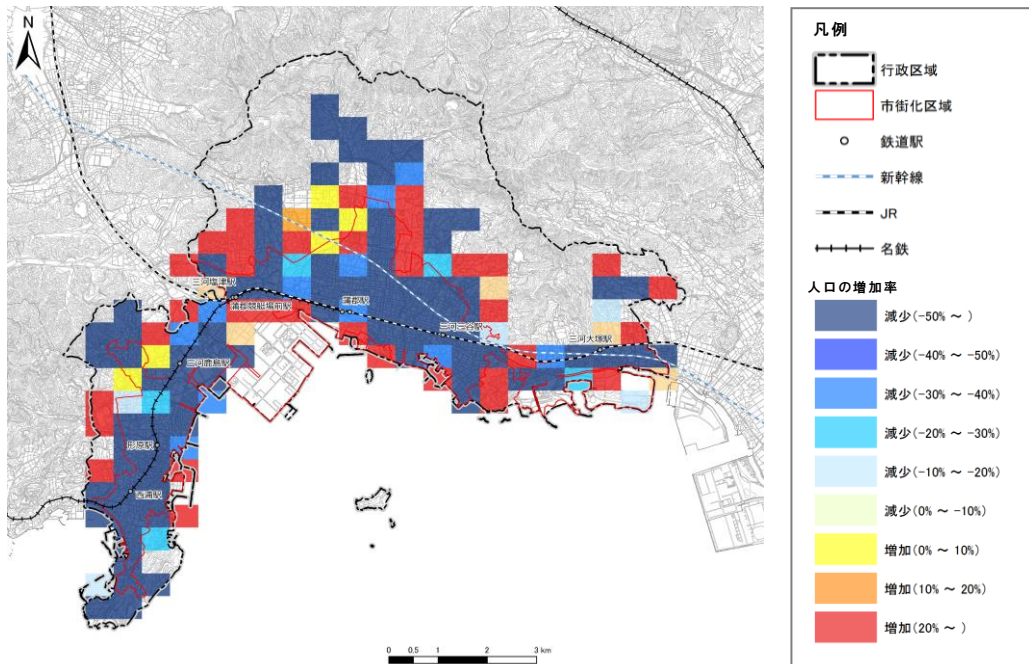 N
三河塩津駅
蒲郡競艇場前駅
蒲郡駅
三河三谷駅
三河大塚駅
三河鹿島駅
形原駅
西浦駅
0 0.5 1 2 3 km
凡例
行政区域
市街化区域
鉄道駅
新幹線
JR
名鉄
人口の増加率
減少(-50% ～ )
減少(-40% ～ -50%)
減少(-30% ～ -40%)
減少(-20% ～ -30%)
減少(-10% ～ -20%)
減少(0% ～ -10%)
増加(0% ～ 10%)
増加(10% ～ 20%)
増加(20% ～ )